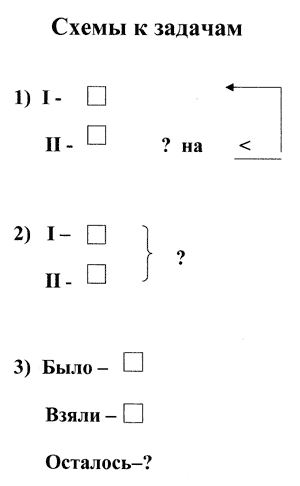 Схемы к задачам
1) I - □
II - □ ? на <
2) I – □
II - □ ?
3) Было – □
Взяли – □
Осталось–?